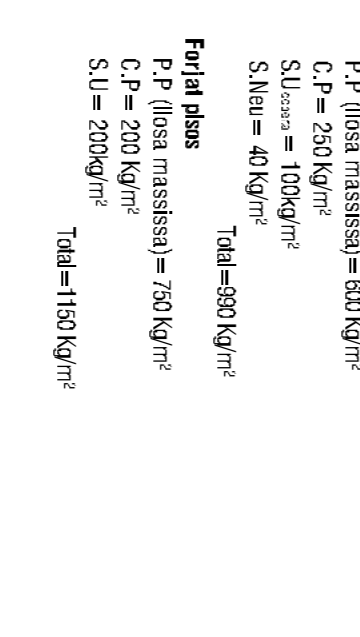 P.P (llosa massissa)= 600 Kg/m²
C.P= 250 Kg/m²
S.U coberta = 100kg/m²
S.Neu= 40 Kg/m²
Total=990 Kg/m²
Forjat pisos
P.P (llosa massissa)= 750 Kg/m²
C.P= 200 Kg/m²
S.U= 200kg/m²
Total=1150 Kg/m²